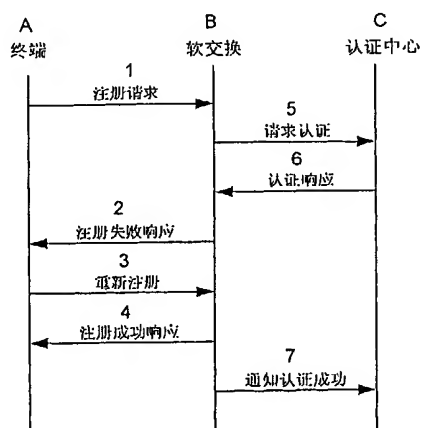 A
B
C
终端
软交换
认证中心
1
注册请求
5
请求认证
6
认证响应
2
注册失败响应
3
重新注册
4
注册成功响应
7
通知认证成功